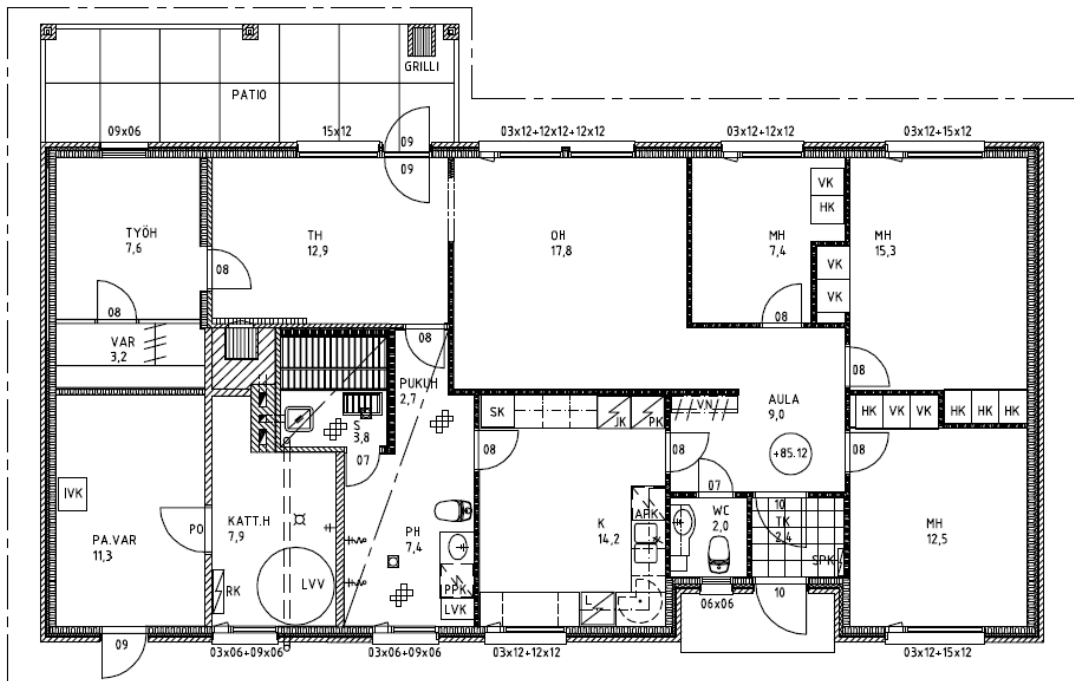 GRILLI
PATIO
09x06
15x12
09
03x12+12x12+12x12
03x12+12x12
03x12+15x12
09
VK
HK
TYÖH
7,6
TH
12,9
OH
17,8
MH
7,4
MH
15,3
VK
VK
08
08
08
08
VAR
3,2
08
PUKUH
2,7
AULA
9,0
S
3,8
SK
JK
PK
VN
HK
VK
VK
HK
HK
HK
+85.12
08
08
08
07
07
IVK
PO
KATT.H
7,9
PA.VAR
11,3
PH
7,4
K
14,2
APK
WC
2,0
10
TK
2,4
MH
12,5
SPK
RK
LVV
PPK
LVK
L
06x06
10
09
03x06+09x06
03x06+09x06
03x12+12x12
03x12+15x12